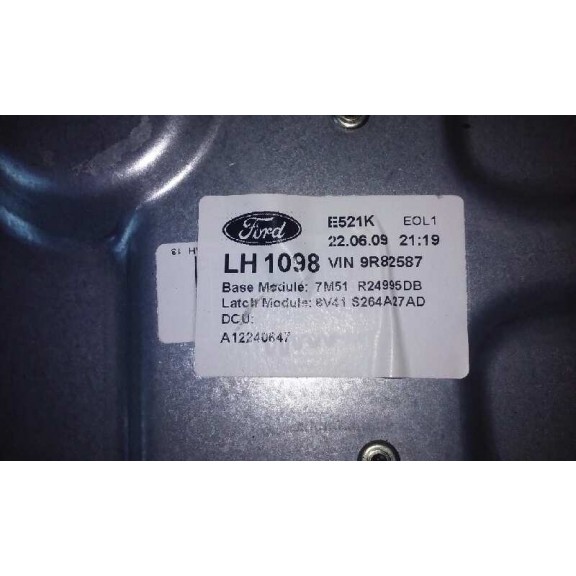 Ford
E521K EOL1
22.06.09 21:19
LH 1098 VIN 9R82587
Base Module: 7M51 R24995DB
Latch Module: 8V41 S264A27AD
DCU:
A12240647